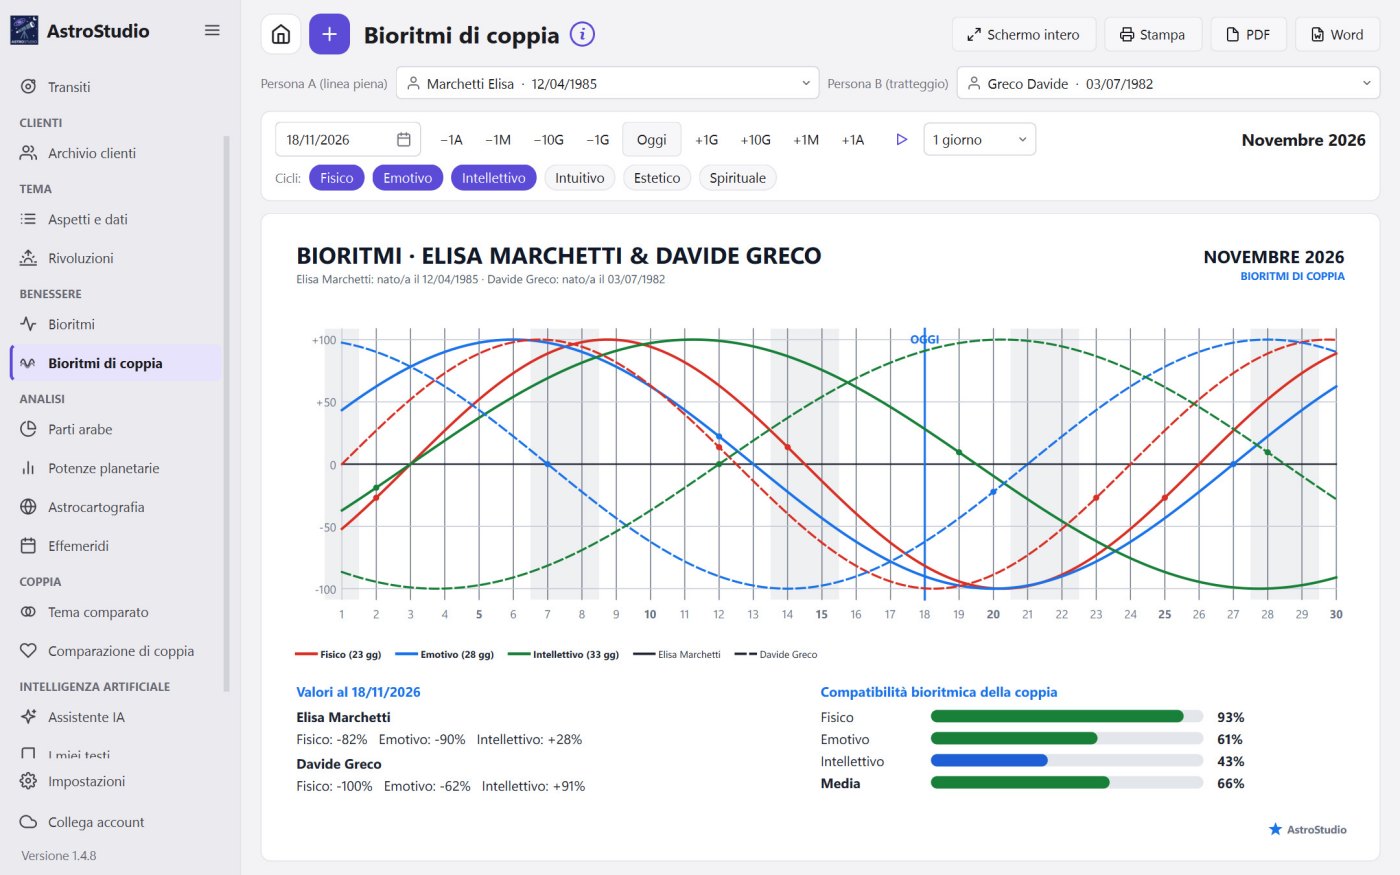 AstroStudio
Transiti
CLIENTI
Archivio clienti
TEMA
Aspetti e dati
Rivoluzioni
BENESSERE
Bioritmi
Bioritmi di coppia
ANALISI
Parti arabe
Potenze planetarie
Astrocartografia
Effemeridi
COPPIA
Tema comparato
Comparazione di coppia
INTELLIGENZA ARTIFICIALE
Assistente IA
I miei testi
Impostazioni
Collega account
Versione 1.4.8
Bioritmi di coppia
Schermo intero
Stampa
PDF
Word
Persona A (linea piena)
Marchetti Elisa · 12/04/1985
Persona B (tratteggio)
Greco Davide · 03/07/1982
18/11/2026
−1A −1M −10G −1G Oggi +1G +10G +1M +1A
1 giorno
Novembre 2026
Cicli: Fisico Emotivo Intellettivo Intuitivo Estetico Spirituale
BIORITMI · ELISA MARCHETTI & DAVIDE GRECO
Elisa Marchetti: nato/a il 12/04/1985 · Davide Greco: nato/a il 03/07/1982
NOVEMBRE 2026
BIORITMI DI COPPIA
OGGI
+100
+50
0
-50
-100
1 2 3 4 5 6 7 8 9 10 11 12 13 14 15 16 17 18 19 20 21 22 23 24 25 26 27 28 29 30
Fisico (23 gg) Emotivo (28 gg) Intellettivo (33 gg) Elisa Marchetti Davide Greco
Valori al 18/11/2026
Elisa Marchetti
Fisico: -82% Emotivo: -90% Intellettivo: +28%
Davide Greco
Fisico: -100% Emotivo: -62% Intellettivo: +91%
Compatibilità bioritmica della coppia
Fisico 93%
Emotivo 61%
Intellettivo 43%
Media 66%
AstroStudio